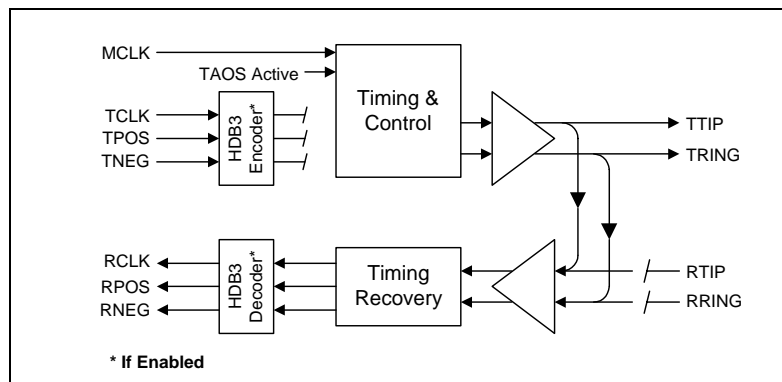 MCLK
TAOS Active
TCLK
TPOS
TNEG
HDB3
Encoder*
Timing &
Control
TTIP
TRING
RCLK
RPOS
RNEG
HDB3
Decoder*
Timing
Recovery
RTIP
RRING
* If Enabled